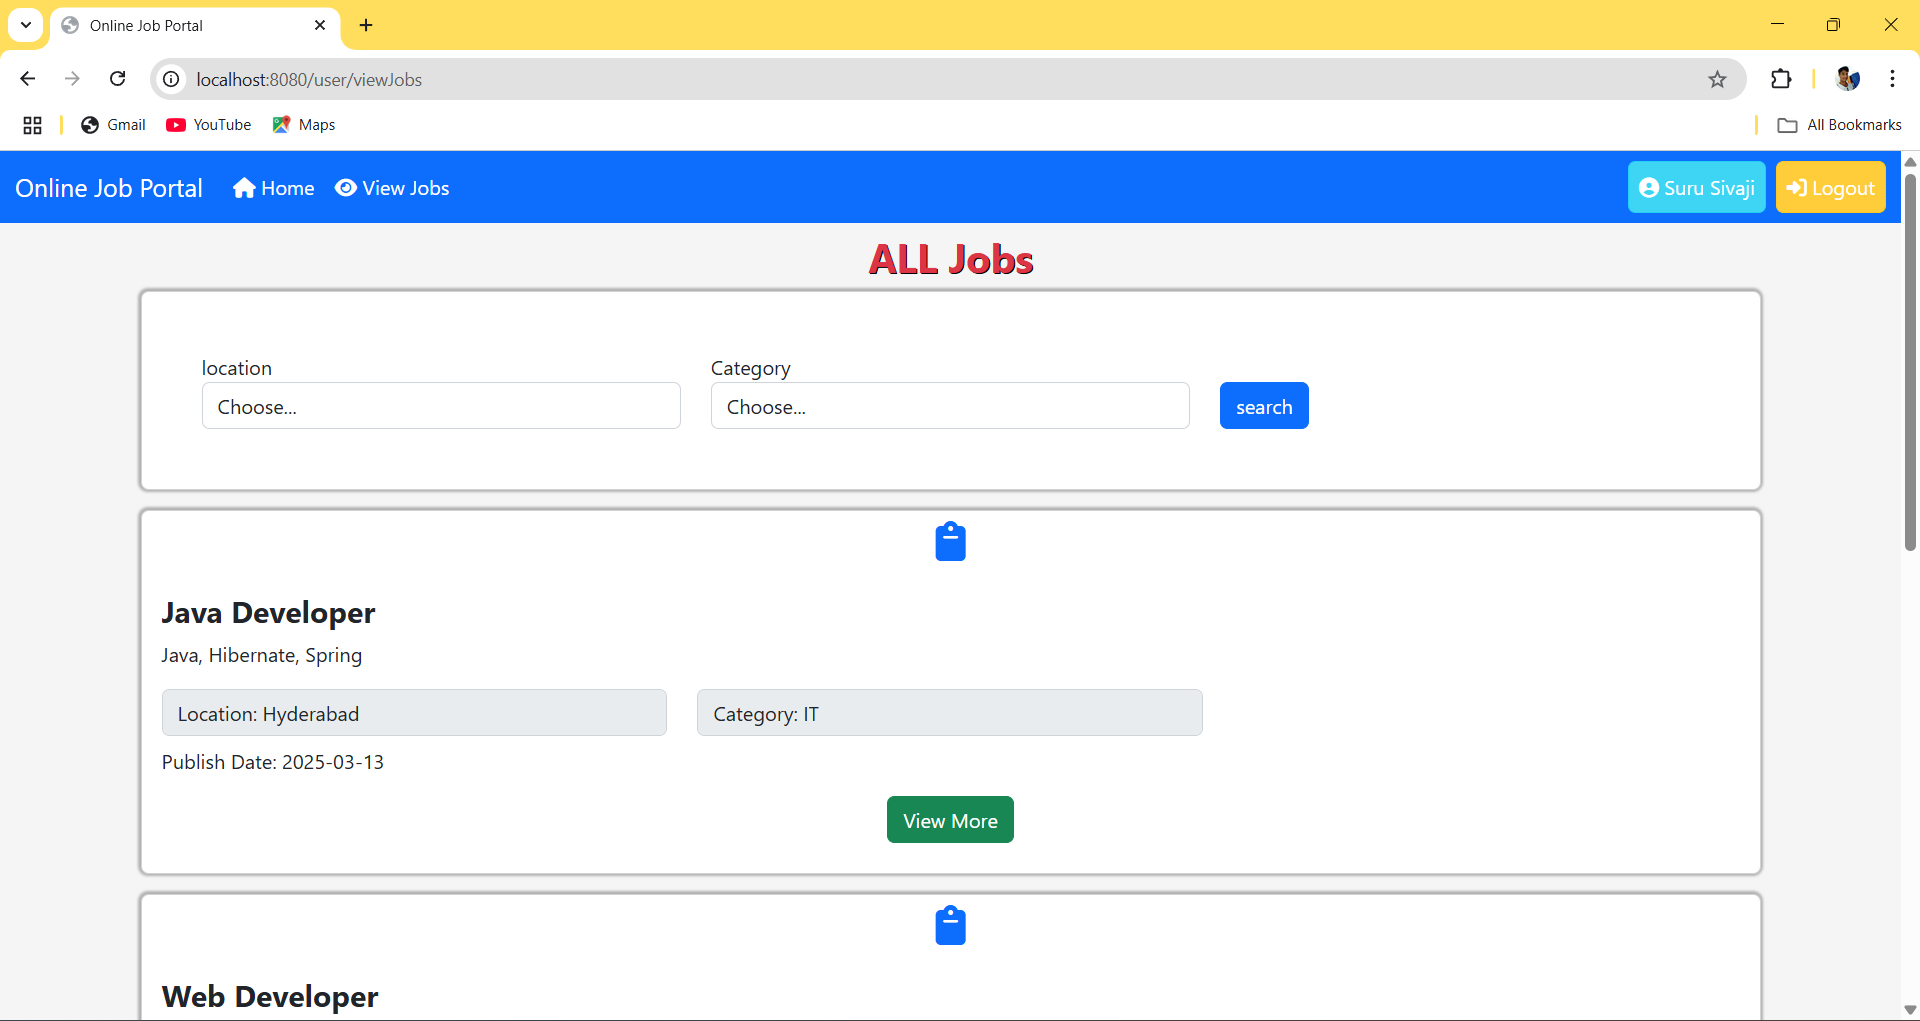 Online Job Portal
localhost:8080/user/viewJobs
Gmail YouTube Maps All Bookmarks
Online Job Portal Home View Jobs Suru Sivaji Logout
ALL Jobs
location Category
Choose... Choose... search
Java Developer
Java, Hibernate, Spring
Location: Hyderabad Category: IT
Publish Date: 2025-03-13
View More
Web Developer